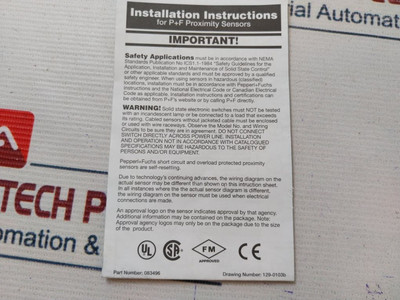 Installation Instructions
for P+F Proximity Sensors
IMPORTANT!
Safety Applications must be in accordance with NEMA
Standards Publication No ICS1.1-1984 "Safety Guidelines for the
Application, Installation and Maintenance of Solid State Control"
or other applicable standards and must be approved by a qualified
safety engineer. When using sensors in hazardous (classified)
locations, installation must be in accordance with Pepperl+Fuchs
instructions and the National Electrical Code or Canadian Electrical
Code as applicable. Installation instructions and certifications can
be obtained from P+F's website or by calling P+F directly.
WARNING! Solid state electronic switches must NOT be tested
with an incandescent lamp or be connected to a load that exceeds
its rating. Cabled sensors without jacketed cable must be enclosed
or used with wire raceways. Observe the Model No. and Wiring
Circuits to be sure they are in agreement. DO NOT CONNECT
SWITCH DIRECTLY ACROSS POWER LINE. INSTALLATION
AND OPERATION NOT IN ACCORDANCE WITH CATALOGUED
SPECIFICATIONS MAY BE HAZARDOUS TO THE SAFETY OF
PERSONS AND/OR EQUIPMENT.
Pepperl+Fuchs short circuit and overload protected proximity
sensors are self-resetting.
Due to technology's continuing advances, the wiring diagram on the
actual sensor may be different than shown on this intruction sheet.
In all instances where the the actual sensor diagram is different,
the wiring diagram on the sensor must be used when electrical
connections are made.
An approval logo on the sensor indicates approval by that agency.
Additional information may be contained on the package. Note:
Approval agency logos may only be on the package due to the size
of the product.
UL
SA
FM
APPROVED
CE
Part Number: 083496
Drawing Number: 129-0103b
ial Automat
TECH P
omation &
rial A